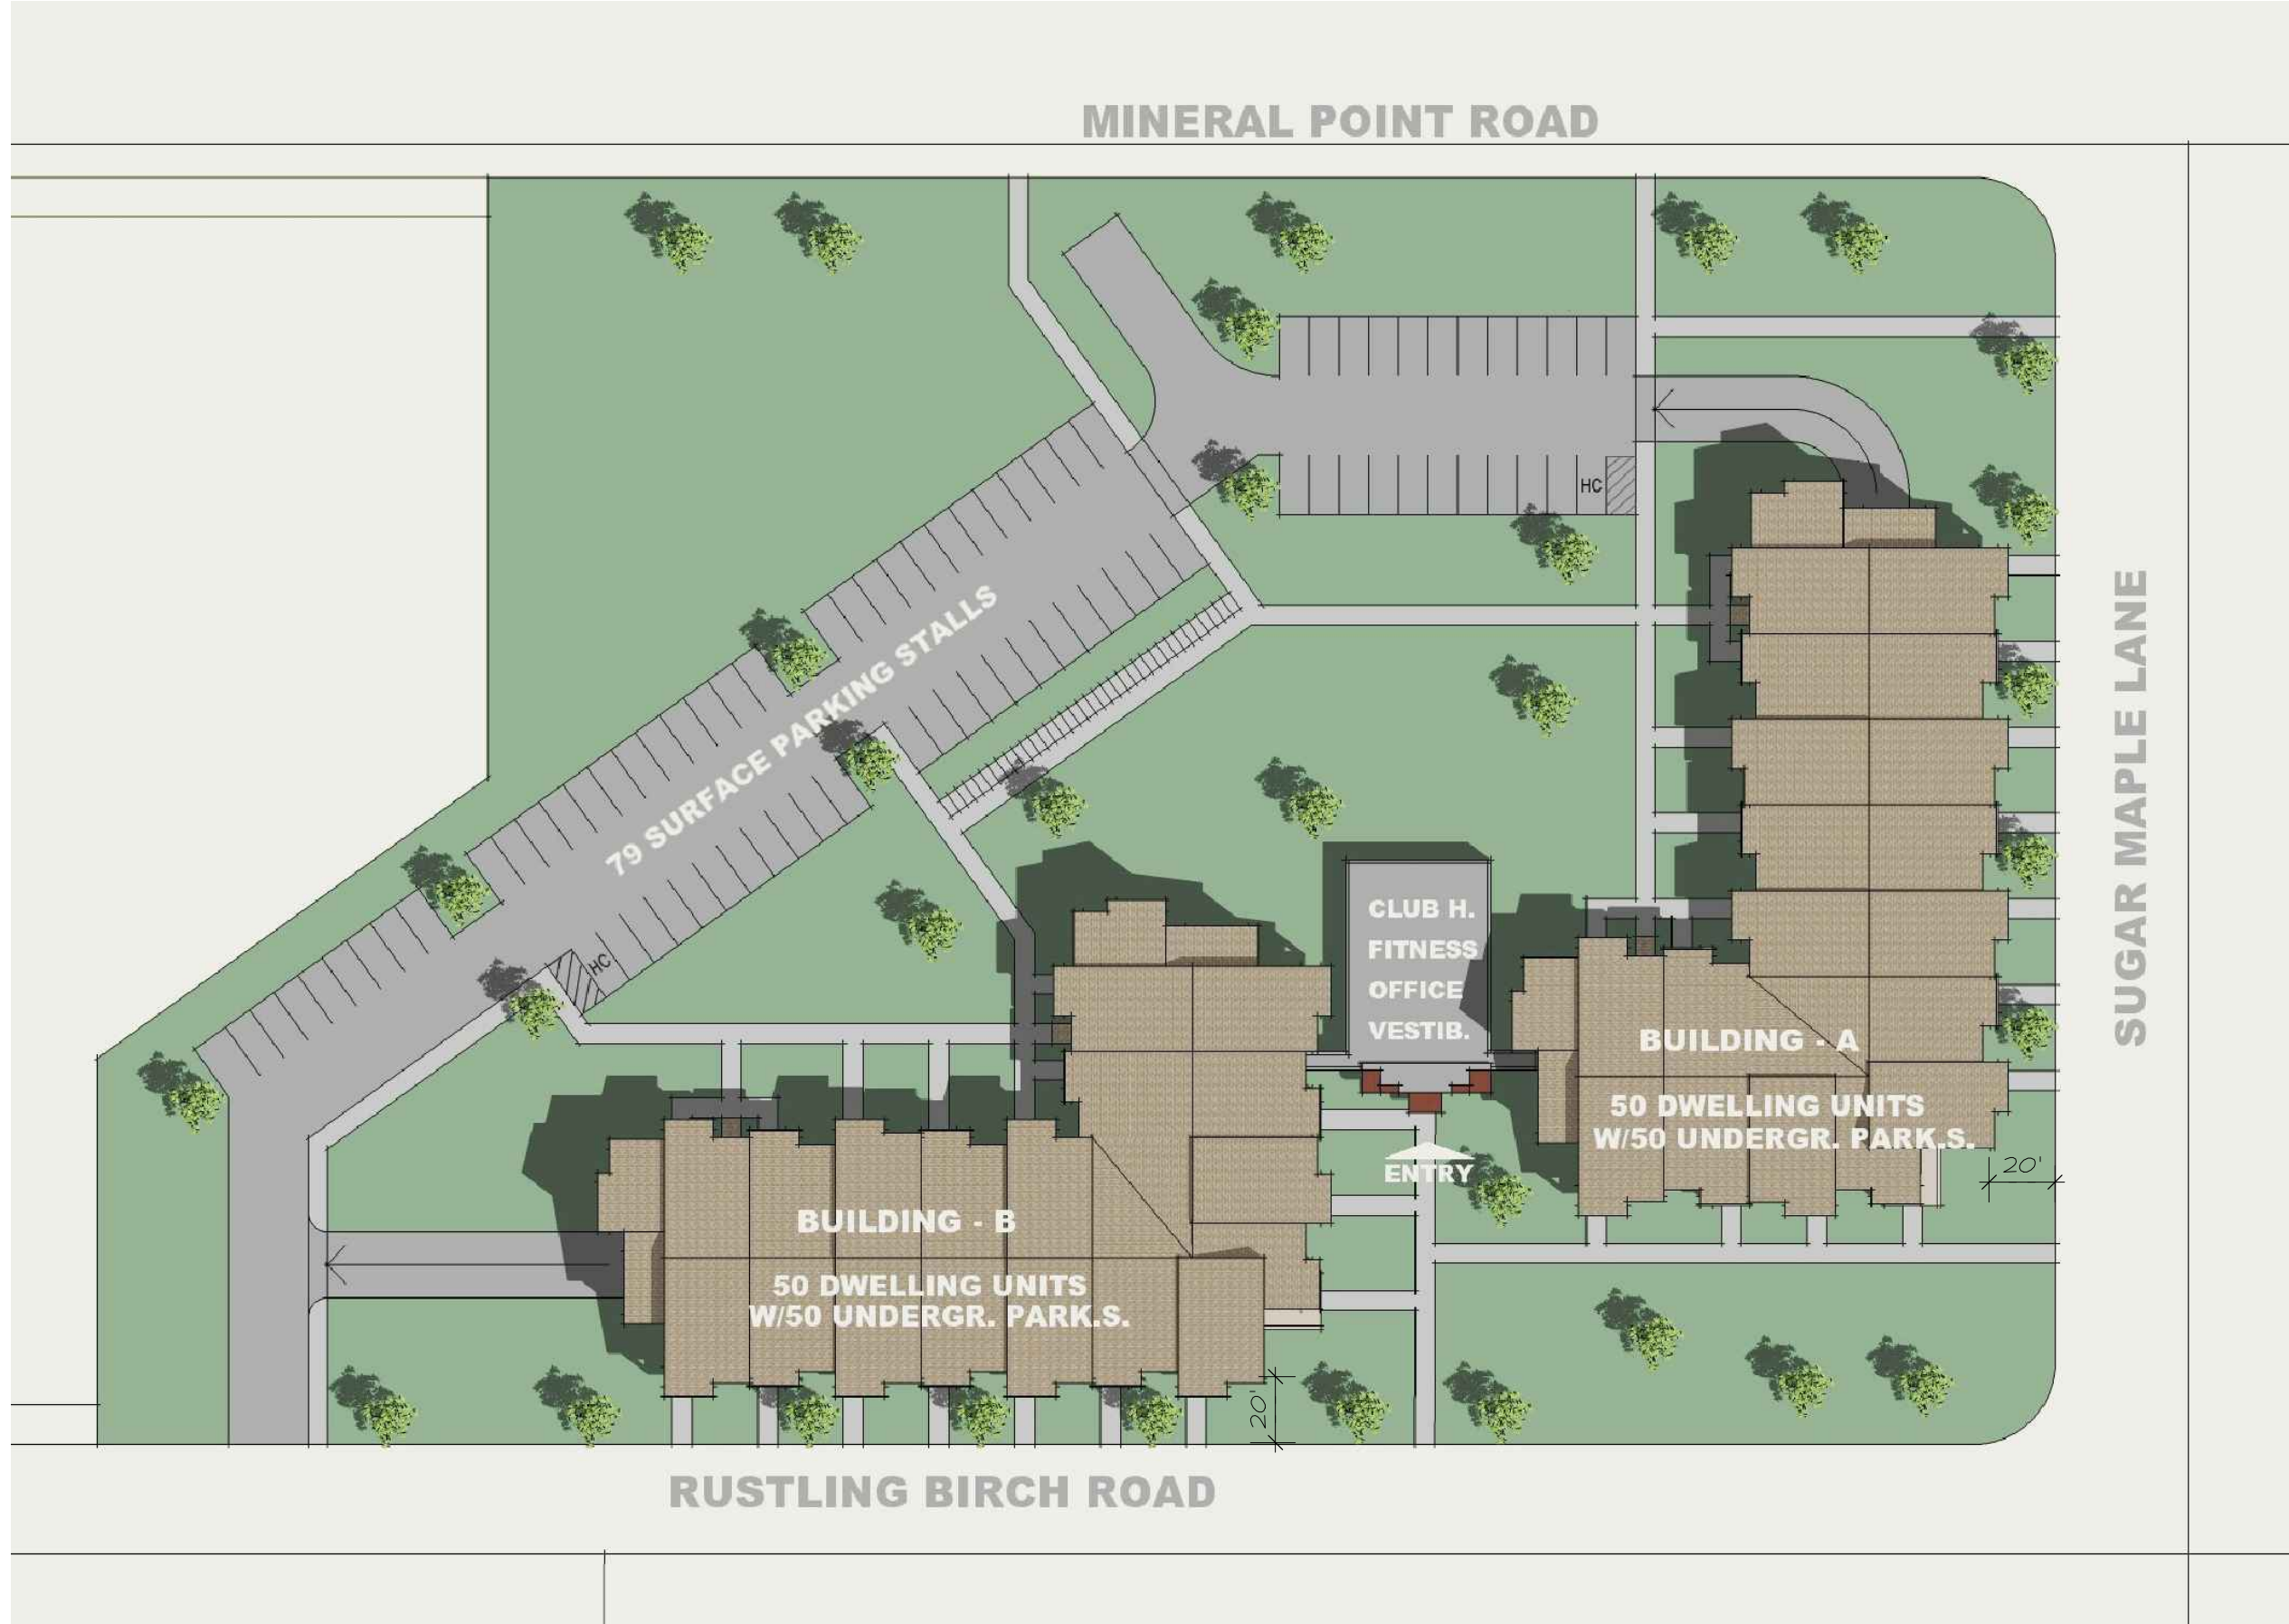 MINERAL POINT ROAD
HC
79 SURFACE PARKING STALLS
SUGAR MAPLE LANE
CLUB H.
FITNESS
OFFICE
VESTIB.
HC
BUILDING - A
50 DWELLING UNITS
W/50 UNDERGR. PARK.S.
20'
ENTRY
BUILDING - B
50 DWELLING UNITS
W/50 UNDERGR. PARK.S.
20'
RUSTLING BIRCH ROAD